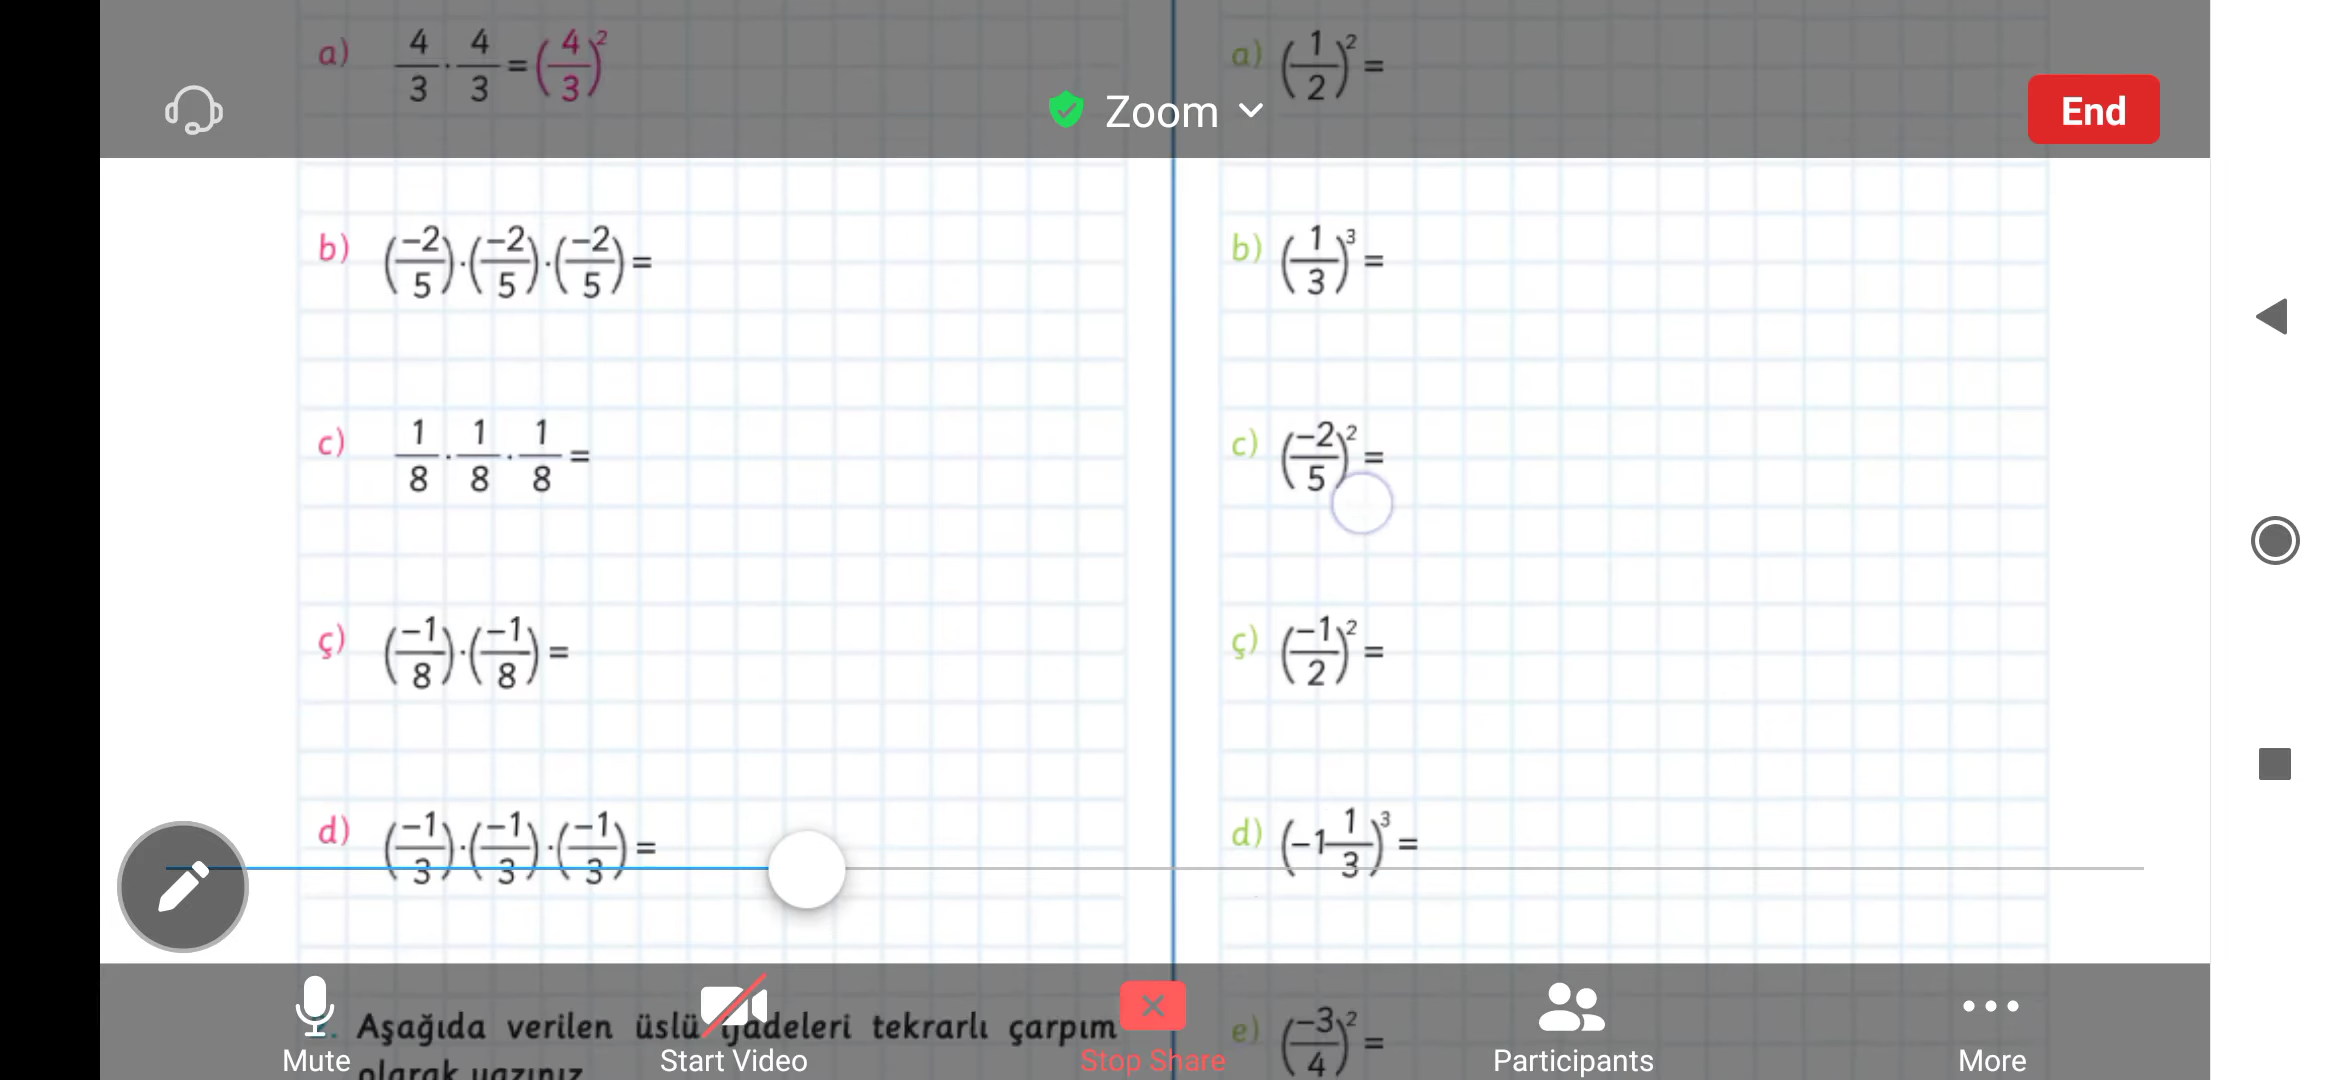 a) 4/3 · 4/3 = (4/3)²
a) (1/2)² =
Zoom
End
b) (−2/5)·(−2/5)·(−2/5) =
b) (1/3)³ =
c) 1/8 · 1/8 · 1/8 =
c) (−2/5)² =
ç) (−1/8)·(−1/8) =
ç) (−1/2)² =
d) (−1/3)·(−1/3)·(−1/3) =
d) (−1 1/3)³ =
Aşağıda verilen üslü ifadeleri tekrarlı çarpım
olarak yazınız
e) (−3/4)² =
Mute
Start Video
Stop Share
Participants
More